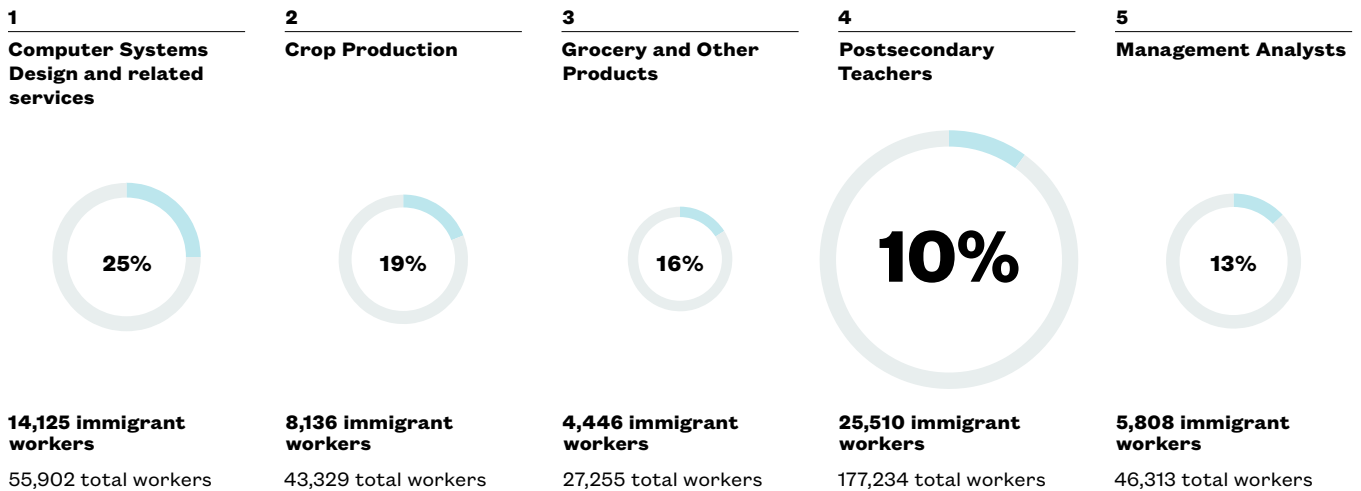 1
Computer Systems
Design and related
services
25%
14,125 immigrant
workers
55,902 total workers
2
Crop Production
19%
8,136 immigrant
workers
43,329 total workers
3
Grocery and Other
Products
16%
4,446 immigrant
workers
27,255 total workers
4
Postsecondary
Teachers
10%
25,510 immigrant
workers
177,234 total workers
5
Management Analysts
13%
5,808 immigrant
workers
46,313 total workers